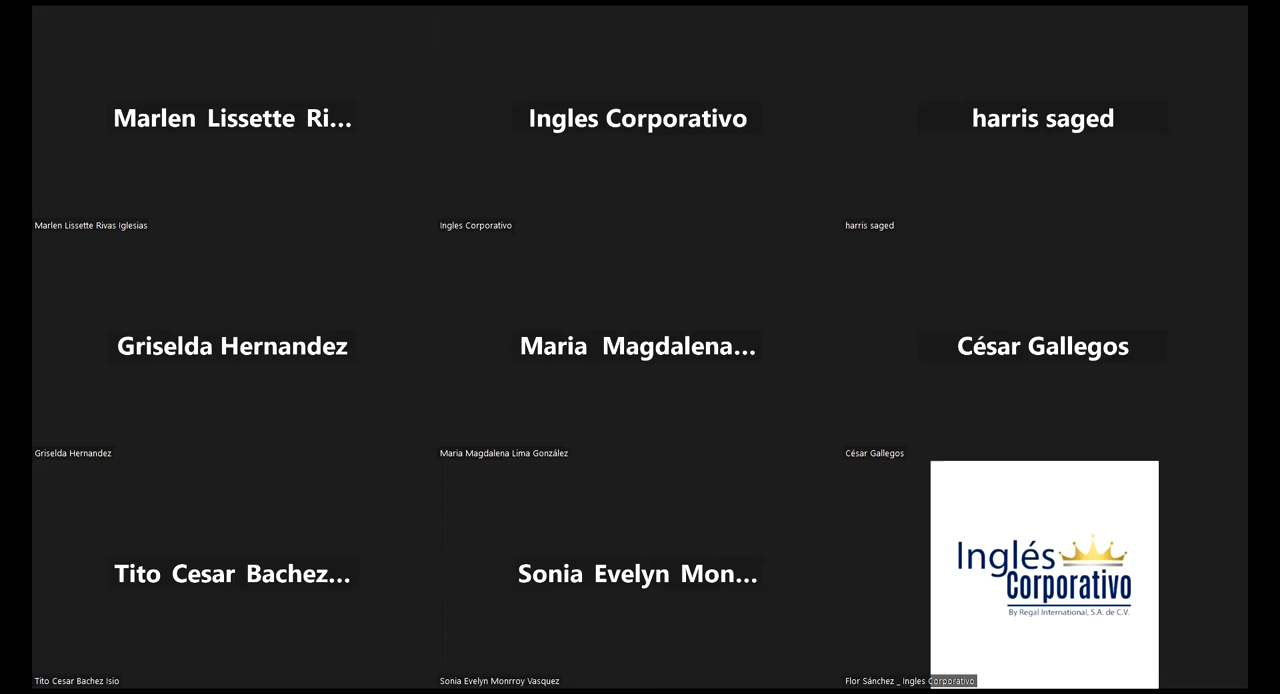 Marlen Lissette Ri...
Ingles Corporativo
harris saged
Marlen Lissette Rivas Iglesias
Ingles Corporativo
harris saged
Griselda Hernandez
Maria Magdalena...
César Gallegos
Griselda Hernandez
Maria Magdalena Lima González
César Gallegos
Tito Cesar Bachez...
Sonia Evelyn Mon...
Inglés
Corporativo
By Regal International, S.A. de C.V.
Tito Cesar Bachez Isio
Sonia Evelyn Monrroy Vasquez
Flor Sánchez _ Ingles Corporativo